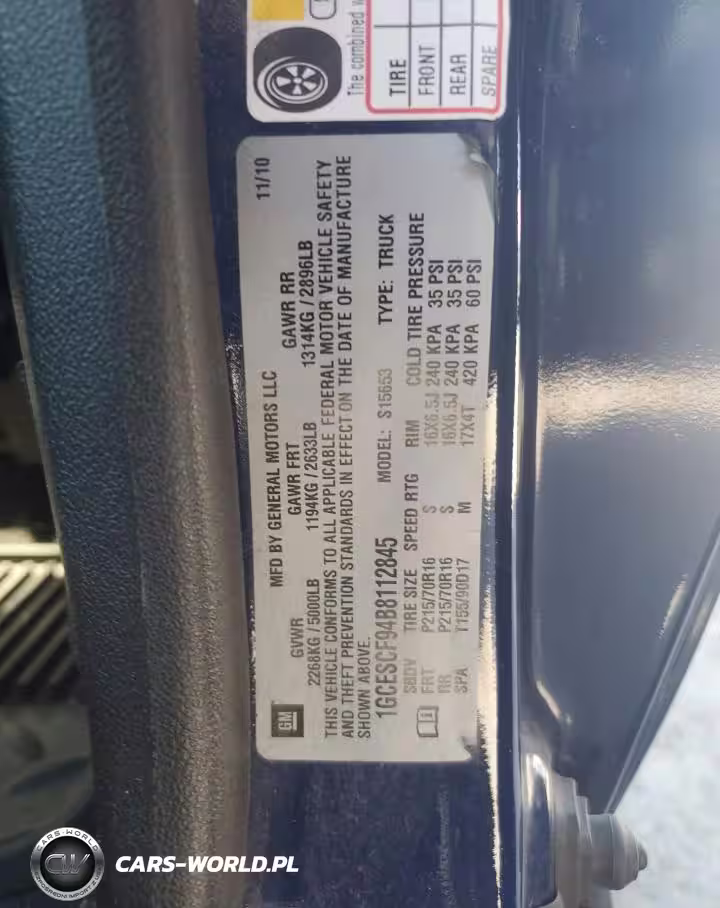 The combined w
TIRE
FRONT
REAR
SPARE
MFD BY GENERAL MOTORS LLC 11/10
GVWR GAWR FRT GAWR RR
2268KG/5000LB 1194KG/2633LB 1314KG/2896LB
THIS VEHICLE CONFORMS TO ALL APPLICABLE FEDERAL MOTOR VEHICLE SAFETY
AND THEFT PREVENTION STANDARDS IN EFFECT ON THE DATE OF MANUFACTURE
SHOWN ABOVE.
1GCESCF94B8112845 MODEL: S15653 TYPE: TRUCK
SBDV TIRE SIZE SPEED RTG RIM COLD TIRE PRESSURE
FRT P215/70R16 S 16X6.5J 240 KPA 35 PSI
RR P215/70R16 S 16X6.5J 240 KPA 35 PSI
SPA T155/90D17 M 17X4T 420 KPA 60 PSI
GM
CARS-WORLD
CW
CARS-WORLD.PL